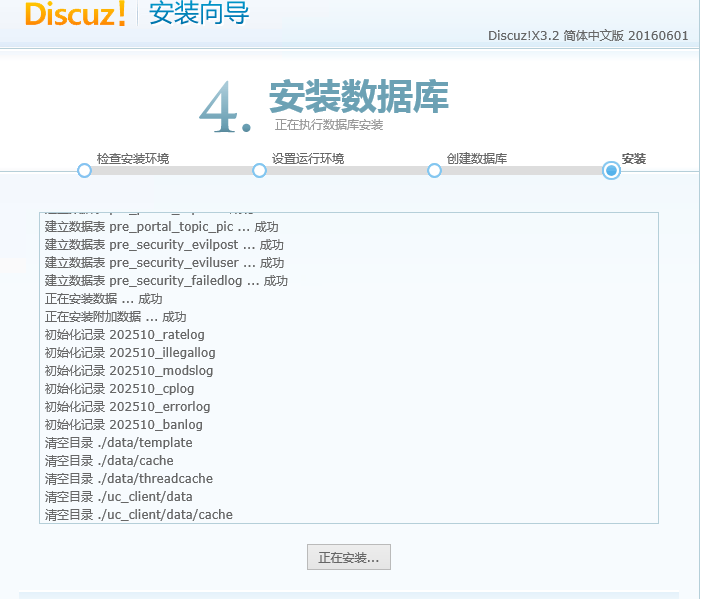 Discuz! 安装向导
Discuz!X3.2 简体中文版 20160601
4. 安装数据库
正在执行数据库安装
检查安装环境 设置运行环境 创建数据库 安装
建立数据表 pre_portal_topic_pic ... 成功
建立数据表 pre_security_evilpost ... 成功
建立数据表 pre_security_eviluser ... 成功
建立数据表 pre_security_failedlog ... 成功
正在安装数据 ... 成功
正在安装附加数据 ... 成功
初始化记录 202510_ratelog
初始化记录 202510_illegallog
初始化记录 202510_modslog
初始化记录 202510_cplog
初始化记录 202510_errorlog
初始化记录 202510_banlog
清空目录 ./data/template
清空目录 ./data/cache
清空目录 ./data/threadcache
清空目录 ./uc_client/data
清空目录 ./uc_client/data/cache
正在安装...